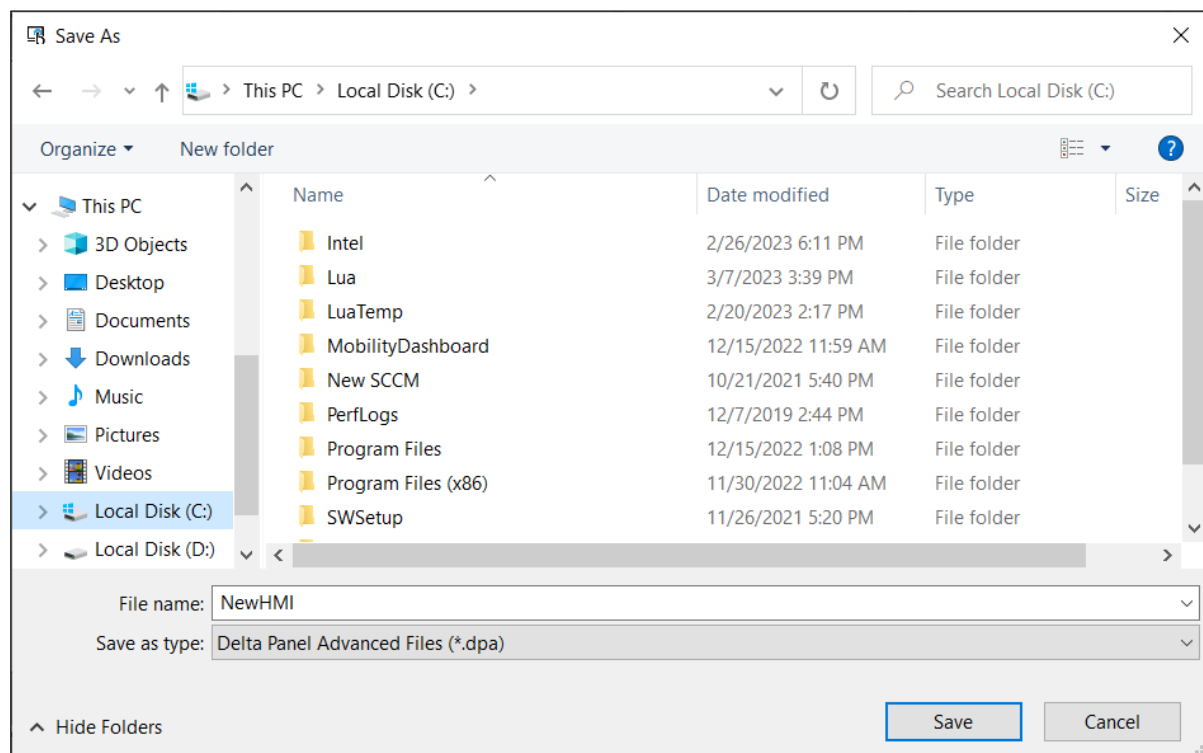 Save As
This PC > Local Disk (C:) >
Search Local Disk (C:)
Organize
New folder
Name Date modified Type Size
This PC
3D Objects
Desktop
Documents
Downloads
Music
Pictures
Videos
Local Disk (C:)
Local Disk (D:)
Intel 2/26/2023 6:11 PM File folder
Lua 3/7/2023 3:39 PM File folder
LuaTemp 2/20/2023 2:17 PM File folder
MobilityDashboard 12/15/2022 11:59 AM File folder
New SCCM 10/21/2021 5:40 PM File folder
PerfLogs 12/7/2019 2:44 PM File folder
Program Files 12/15/2022 1:08 PM File folder
Program Files (x86) 11/30/2022 11:04 AM File folder
SWSetup 11/26/2021 5:20 PM File folder
File name: NewHMI
Save as type: Delta Panel Advanced Files (*.dpa)
Hide Folders
Save
Cancel